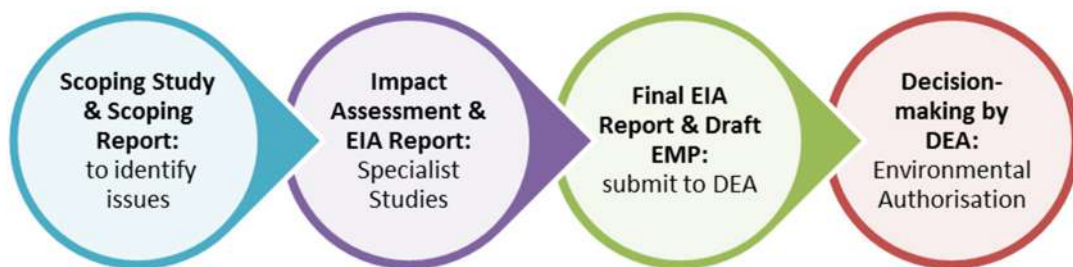 Scoping Study
& Scoping
Report:
to identify
issues
Impact
Assessment &
EIA Report:
Specialist
Studies
Final EIA
Report & Draft
EMP:
submit to DEA
Decision-
making by
DEA:
Environmental
Authorisation